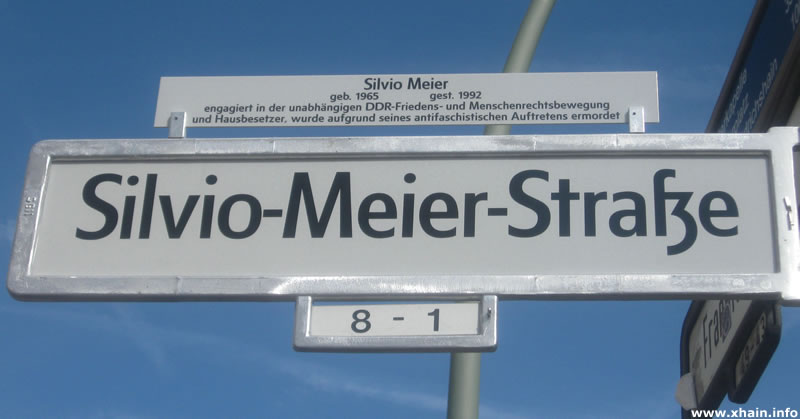 Silvio Meier
geb. 1965 gest. 1992
engagiert in der unabhängigen DDR-Friedens- und Menschenrechtsbewegung
und Hausbesetzer, wurde aufgrund seines antifaschistischen Auftretens ermordet
Silvio-Meier-Straße
8 - 1
www.xhain.info